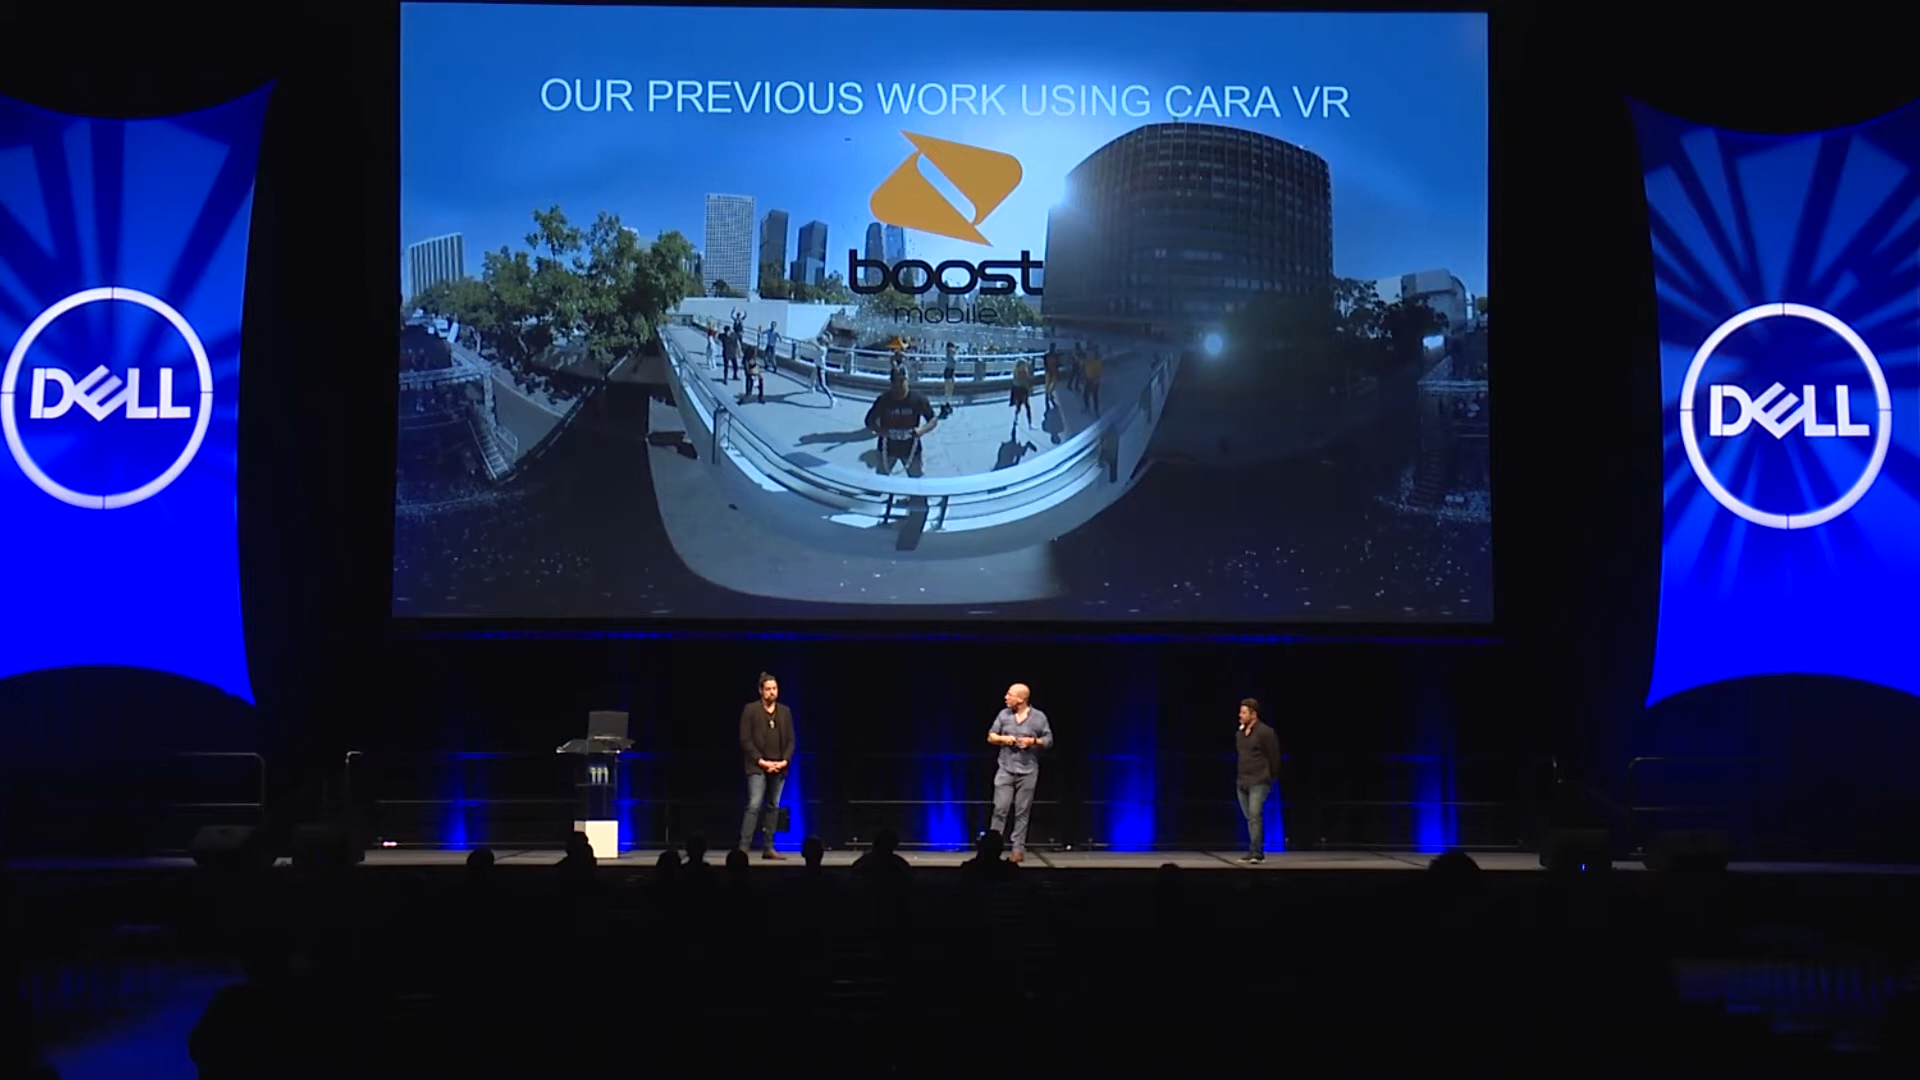 OUR PREVIOUS WORK USING CARA VR
boost
mobile
DELL
DELL